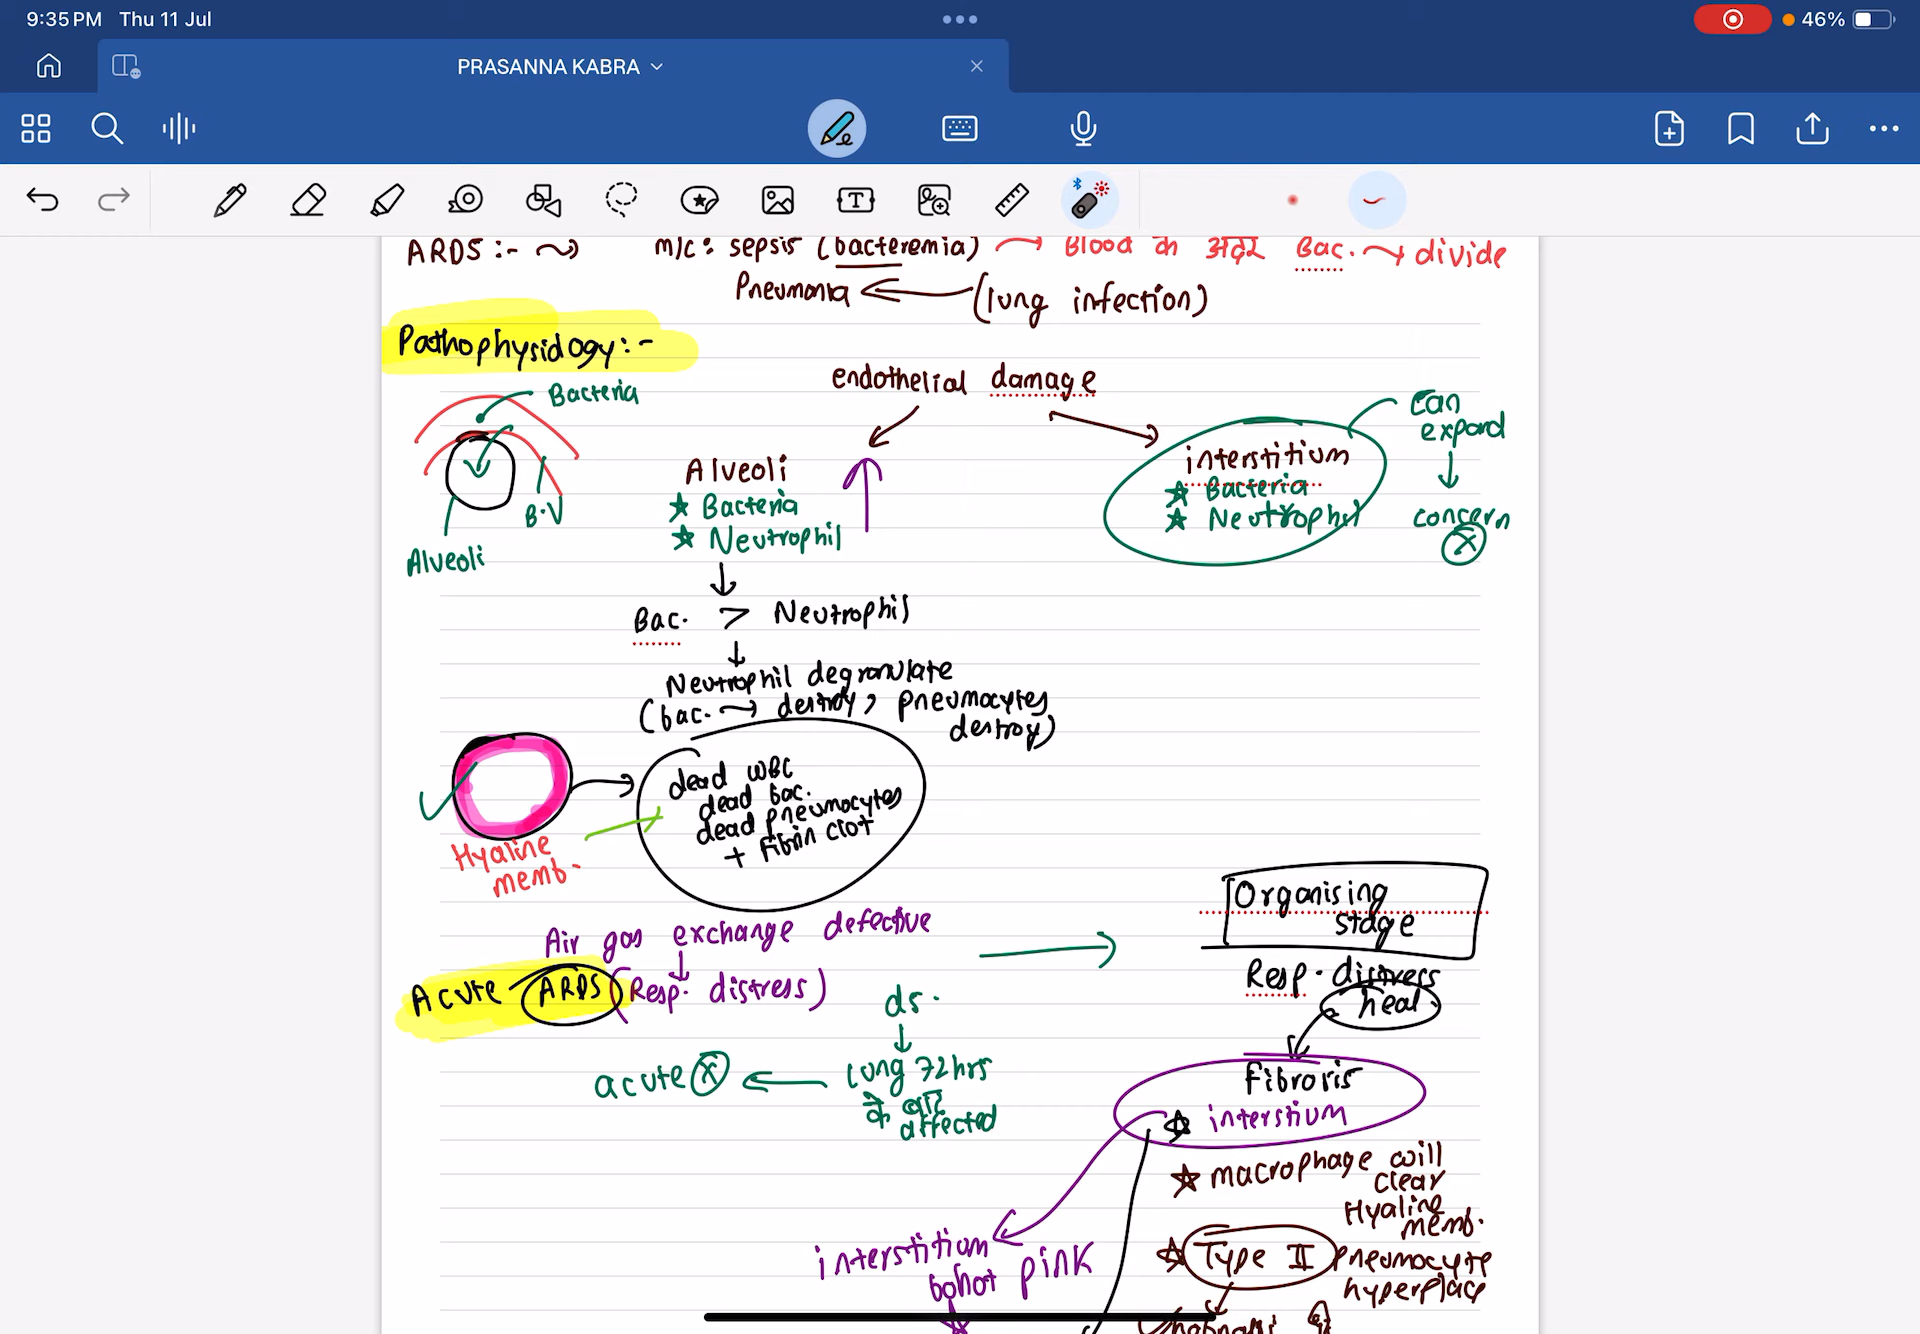 9:35 PM Thu 11 Jul
46%
PRASANNA KABRA
ARDS :- m/c: sepsis (bacteremia) → Blood के अंदर Bac. → divide
Pneumonia ← (lung infection)
Pathophysiology :-
endothelial damage
Bacteria
B.V
Alveoli
Alveoli
★ Bacteria
★ Neutrophil
interstitium
★ Bacteria
★ Neutrophil
Can
expand
↓
concern
ⓧ
↓
Bac. > Neutrophil
↓
Neutrophil degranulate
(bac. → destroy, pneumocytes
destroy)
dead WBC
dead bac.
dead pneumocytes
+ Fibrin clot
Hyaline
memb.
Air gas exchange defective
↓
Acute ARDS (Resp. distress)
ds.
↓
Lung 72hrs
affected
acute ⓧ ←
Organising
stage
Resp. distress
heal
Fibrosis
☆ interstium
☆ macrophage will
clear
Hyaline
memb.
☆ Type II pneumocyte
hyperplace
interstitium
bohot pink